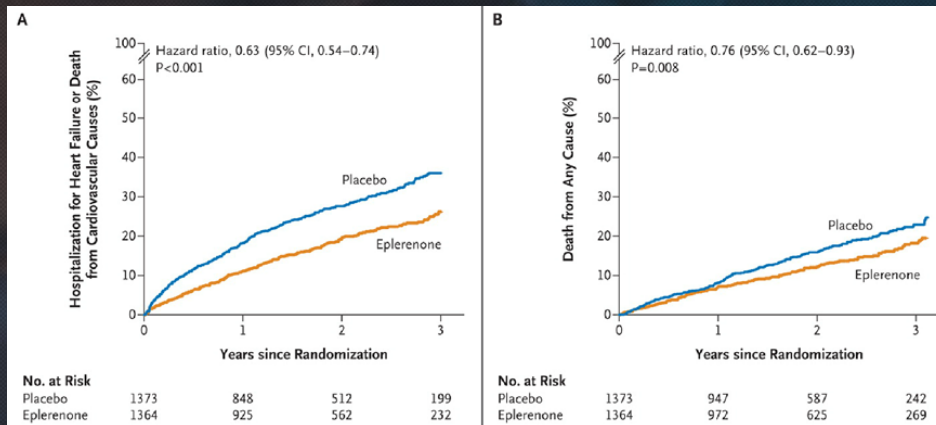 A
Hospitalization for Heart Failure or Death
from Cardiovascular Causes (%)
100
60
50
40
30
20
10
0
Hazard ratio, 0.63 (95% CI, 0.54–0.74)
P<0.001
Placebo
Eplerenone
0 1 2 3
Years since Randomization
No. at Risk
Placebo 1373 848 512 199
Eplerenone 1364 925 562 232
B
Death from Any Cause (%)
100
60
50
40
30
20
10
0
Hazard ratio, 0.76 (95% CI, 0.62–0.93)
P=0.008
Placebo
Eplerenone
0 1 2 3
Years since Randomization
No. at Risk
Placebo 1373 947 587 242
Eplerenone 1364 972 625 269